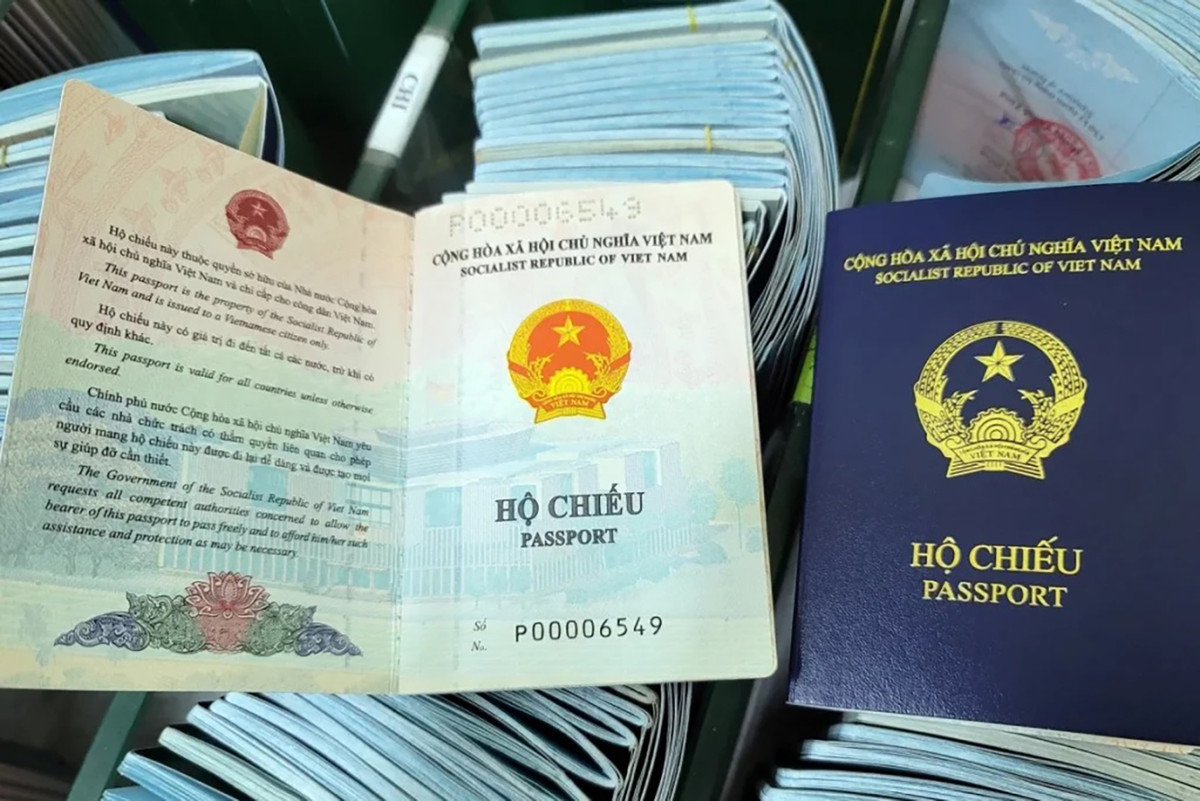 CHI
Hộ chiếu này thuộc quyền sở hữu của Nhà nước Cộng hòa
xã hội chủ nghĩa Việt Nam và chỉ cấp cho công dân Việt Nam.
This passport is the property of the Socialist Republic of
Viet Nam and is issued to a Vietnamese citizen only.
Hộ chiếu này có giá trị đi đến tất cả các nước, trừ khi có
quy định khác.
This passport is valid for all countries unless otherwise
endorsed.
Chính phủ nước Cộng hòa xã hội chủ nghĩa Việt Nam yêu
cầu các nhà chức trách có thẩm quyền liên quan cho phép
người mang hộ chiếu này được đi lại dễ dàng và được tạo mọi
sự giúp đỡ cần thiết.
The Government of the Socialist Republic of Viet Nam
requests all competent authorities concerned to allow the
bearer of this passport to pass freely and to afford him/her such
assistance and protection as may be necessary.
P00006549
CỘNG HÒA XÃ HỘI CHỦ NGHĨA VIỆT NAM
SOCIALIST REPUBLIC OF VIET NAM
VIỆT NAM
HỘ CHIẾU
PASSPORT
Số
No.
P00006549
CỘNG HÒA XÃ HỘI CHỦ NGHĨA VIỆT NAM
SOCIALIST REPUBLIC OF VIET NAM
VIỆT NAM
HỘ CHIẾU
PASSPORT